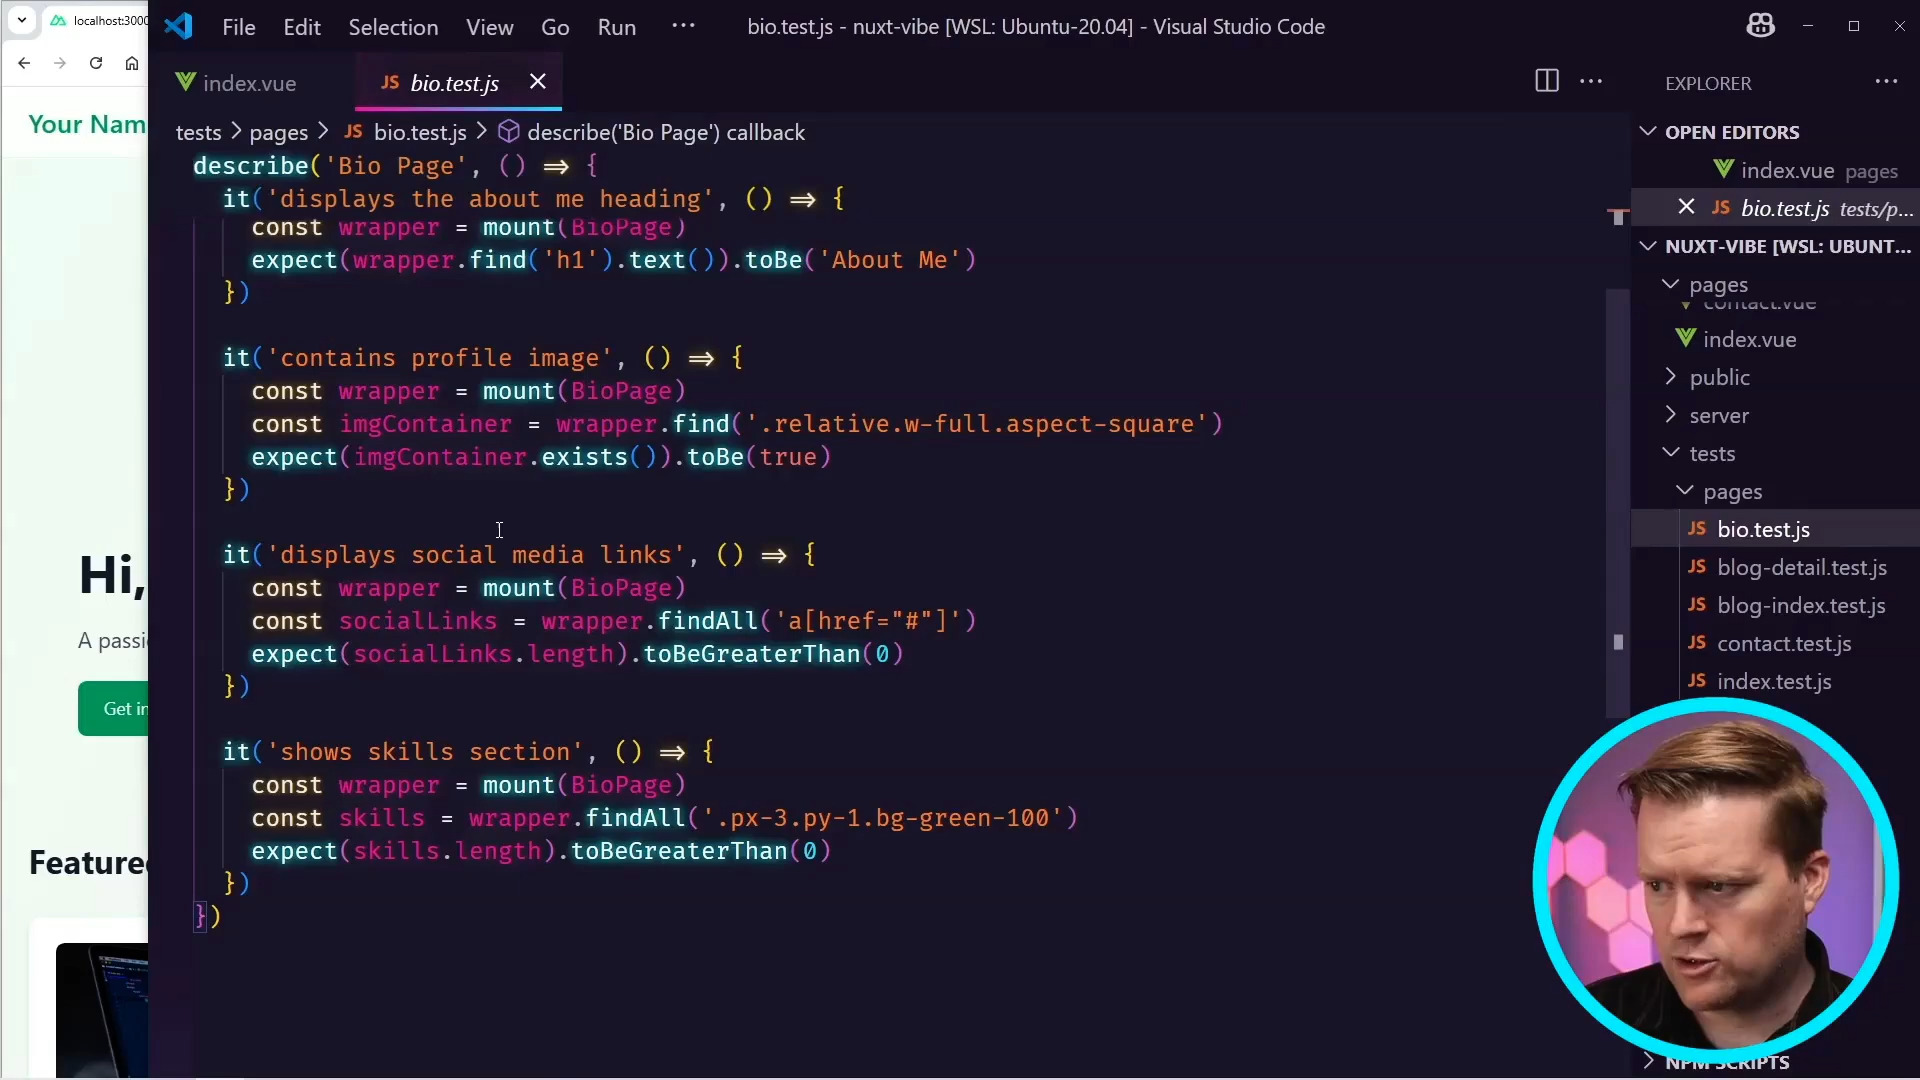 localhost:3000
File Edit Selection View Go Run ···
bio.test.js - nuxt-vibe [WSL: Ubuntu-20.04] - Visual Studio Code
index.vue
JS bio.test.js
EXPLORER
Your Nam
tests > pages > JS bio.test.js > describe('Bio Page') callback
OPEN EDITORS
describe('Bio Page', () => {
index.vue pages
it('displays the about me heading', () => {
JS bio.test.js tests/p...
const wrapper = mount(BioPage)
NUXT-VIBE [WSL: UBUNT...
expect(wrapper.find('h1').text()).toBe('About Me')
pages
})
contact.vue
index.vue
it('contains profile image', () => {
public
const wrapper = mount(BioPage)
server
const imgContainer = wrapper.find('.relative.w-full.aspect-square')
tests
expect(imgContainer.exists()).toBe(true)
})
pages
JS bio.test.js
it('displays social media links', () => {
JS blog-detail.test.js
const wrapper = mount(BioPage)
JS blog-index.test.js
const socialLinks = wrapper.findAll('a[href="#"]')
JS contact.test.js
expect(socialLinks.length).toBeGreaterThan(0)
})
JS index.test.js
Hi,
A passi
Get in
it('shows skills section', () => {
const wrapper = mount(BioPage)
const skills = wrapper.findAll('.px-3.py-1.bg-green-100')
expect(skills.length).toBeGreaterThan(0)
})
})
Featured
NPM SCRIPTS